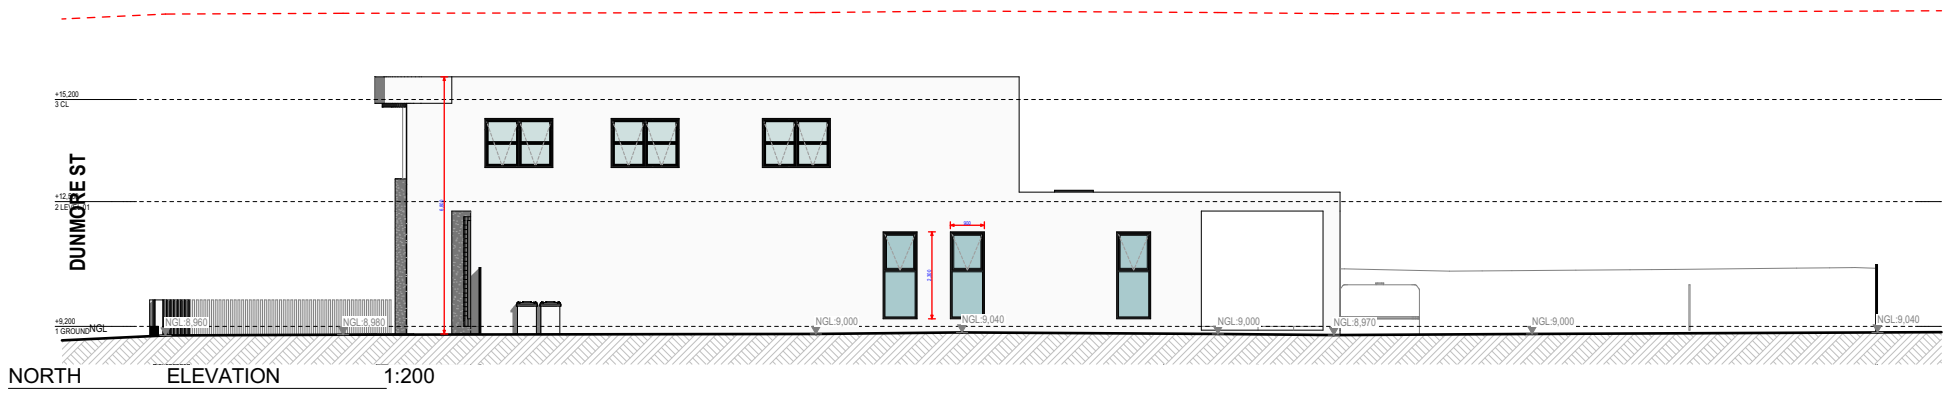 +15,200
3 CL
DUNMORE ST
900
+9,200
1 GROUND
NGL
NGL:8,960
NGL:8,980
NGL:9,000
NGL:9,040
NGL:9,000
NGL:8,970
NGL:9,000
NGL:9,040
NORTH ELEVATION 1:200